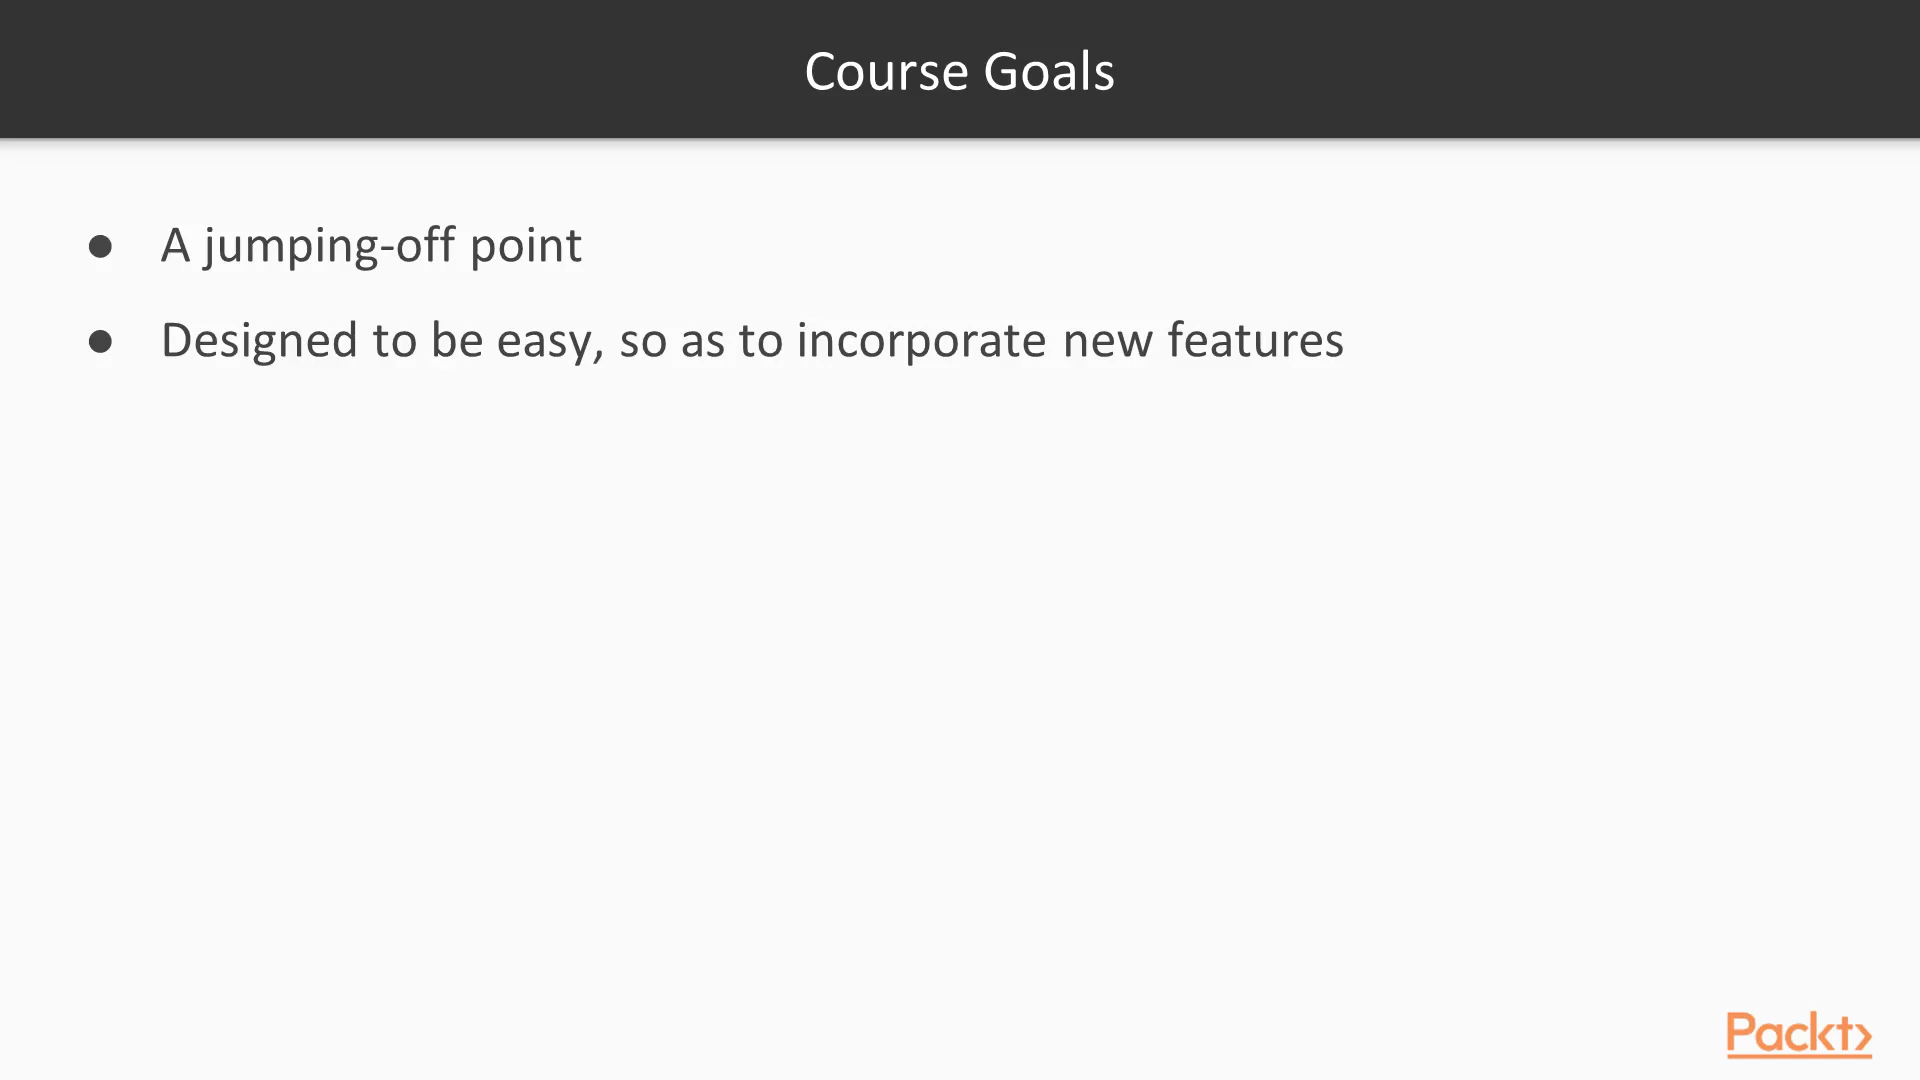 Course Goals
● A jumping-off point
● Designed to be easy, so as to incorporate new features
Packt>